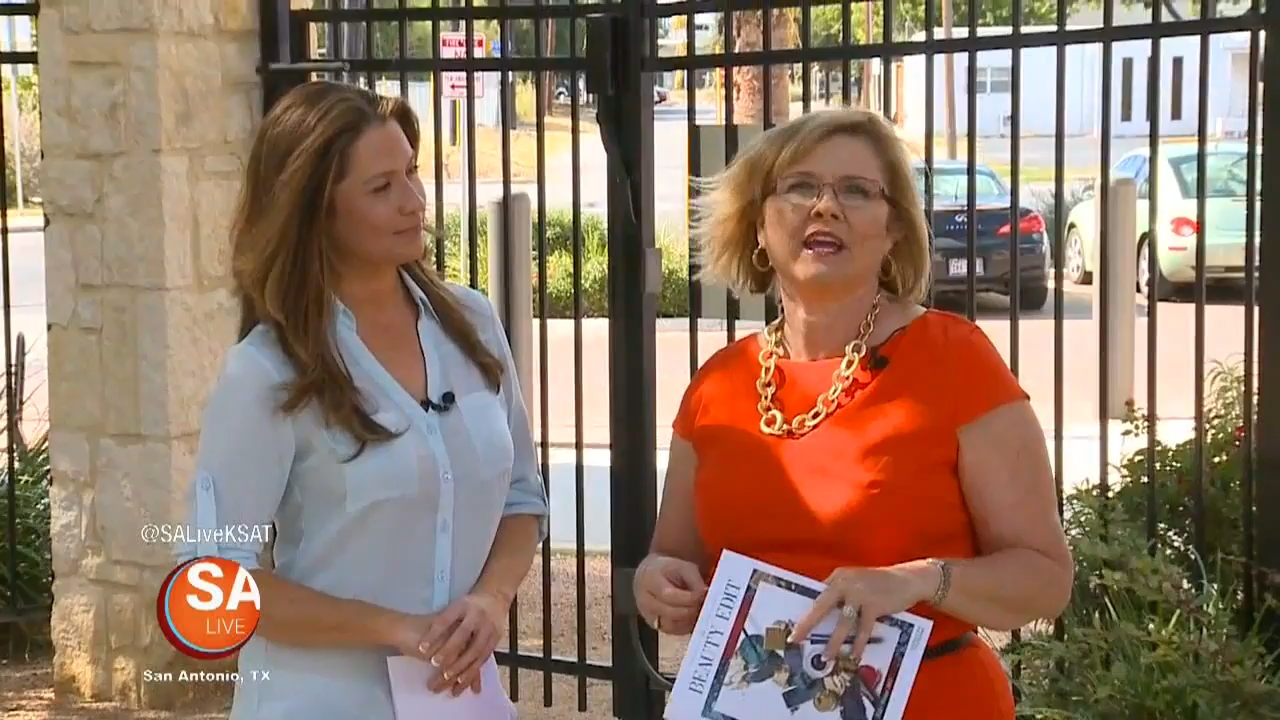 @SALiveKSAT
SA
LIVE
San Antonio, TX
BEAUTY EDIT